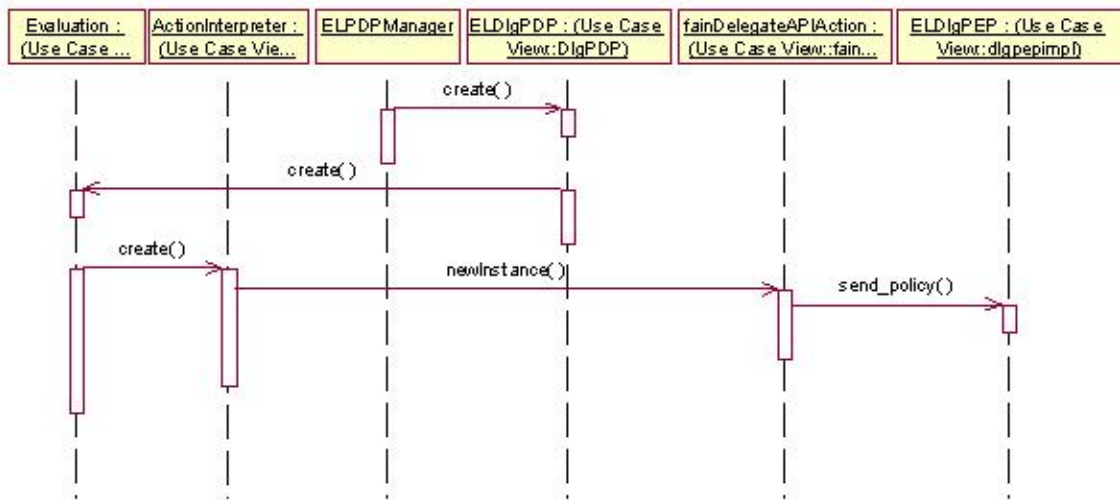 Evaluation :
(Use Case ...
ActionInterpreter :
(Use Case Vie...
ELPDPManager
ELDlgPDP : (Use Case
View::DlgPDP)
fainDelegateAPIAction :
(Use Case View::fain...
ELDlgPEP : (Use Case
View::dlgpepimpl)
create()
create()
create()
newInstance()
send_policy()